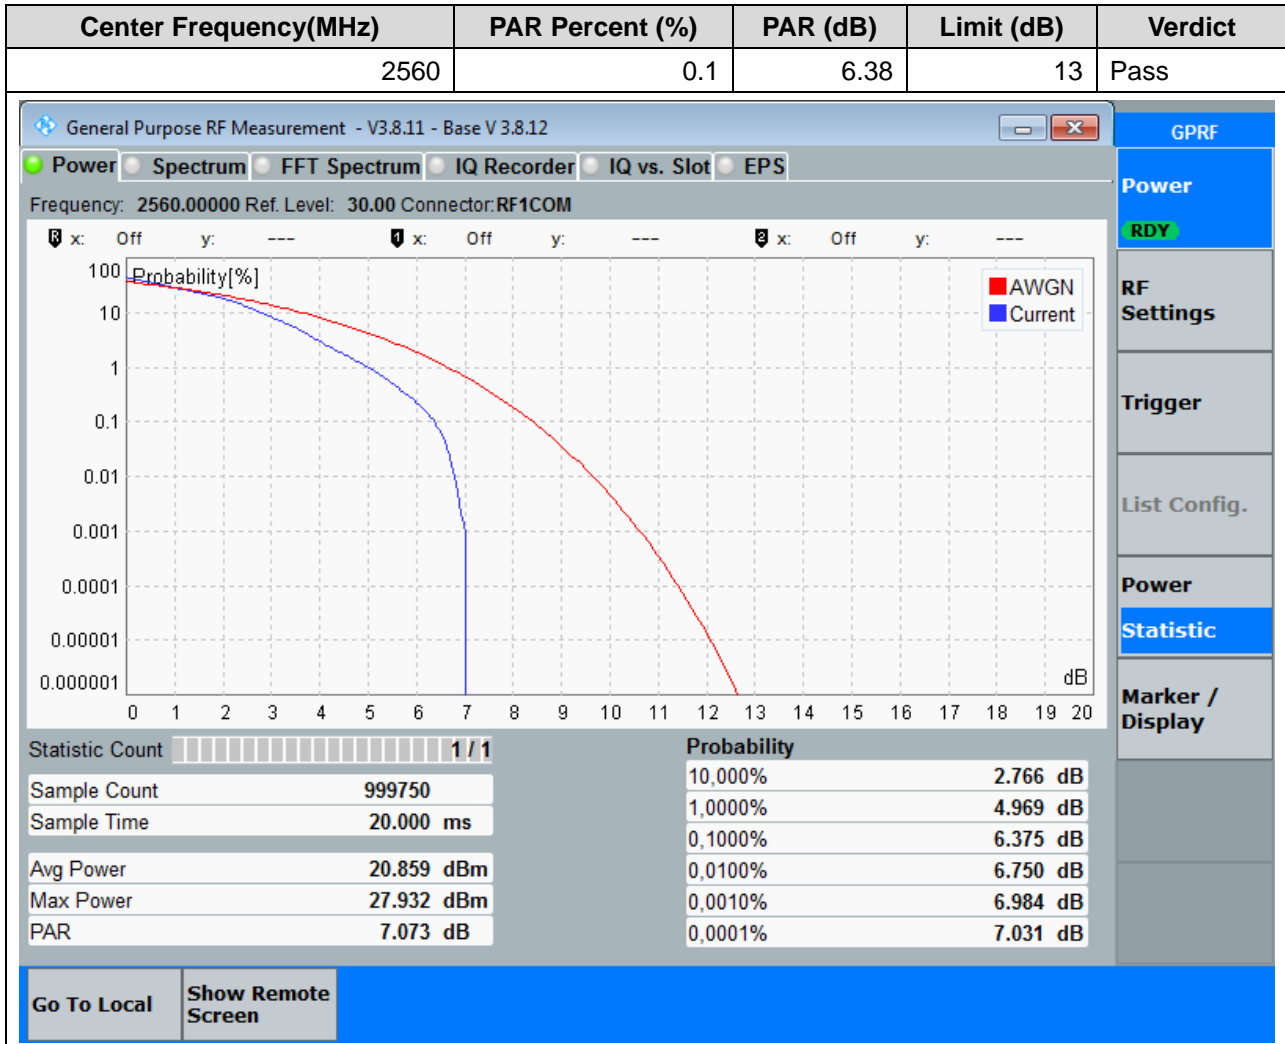 Center Frequency(MHz) PAR Percent (%) PAR (dB) Limit (dB) Verdict
2560 0.1 6.38 13 Pass
General Purpose RF Measurement - V3.8.11 - Base V 3.8.12
GPRF
Power Spectrum FFT Spectrum IQ Recorder IQ vs. Slot EPS
Frequency: 2560.00000 Ref. Level: 30.00 Connector: RF1COM
R x: Off y: --- 1 x: Off y: --- 2 x: Off y: ---
Probability[%]
100
10
1
0.1
0.01
0.001
0.0001
0.00001
0.000001
AWGN
Current
dB
0 1 2 3 4 5 6 7 8 9 10 11 12 13 14 15 16 17 18 19 20
Statistic Count 1 / 1
Sample Count 999750
Sample Time 20.000 ms
Avg Power 20.859 dBm
Max Power 27.932 dBm
PAR 7.073 dB
Probability
10,000% 2.766 dB
1,0000% 4.969 dB
0,1000% 6.375 dB
0,0100% 6.750 dB
0,0010% 6.984 dB
0,0001% 7.031 dB
Power
RDY
RF
Settings
Trigger
List Config.
Power
Statistic
Marker /
Display
Go To Local
Show Remote
Screen